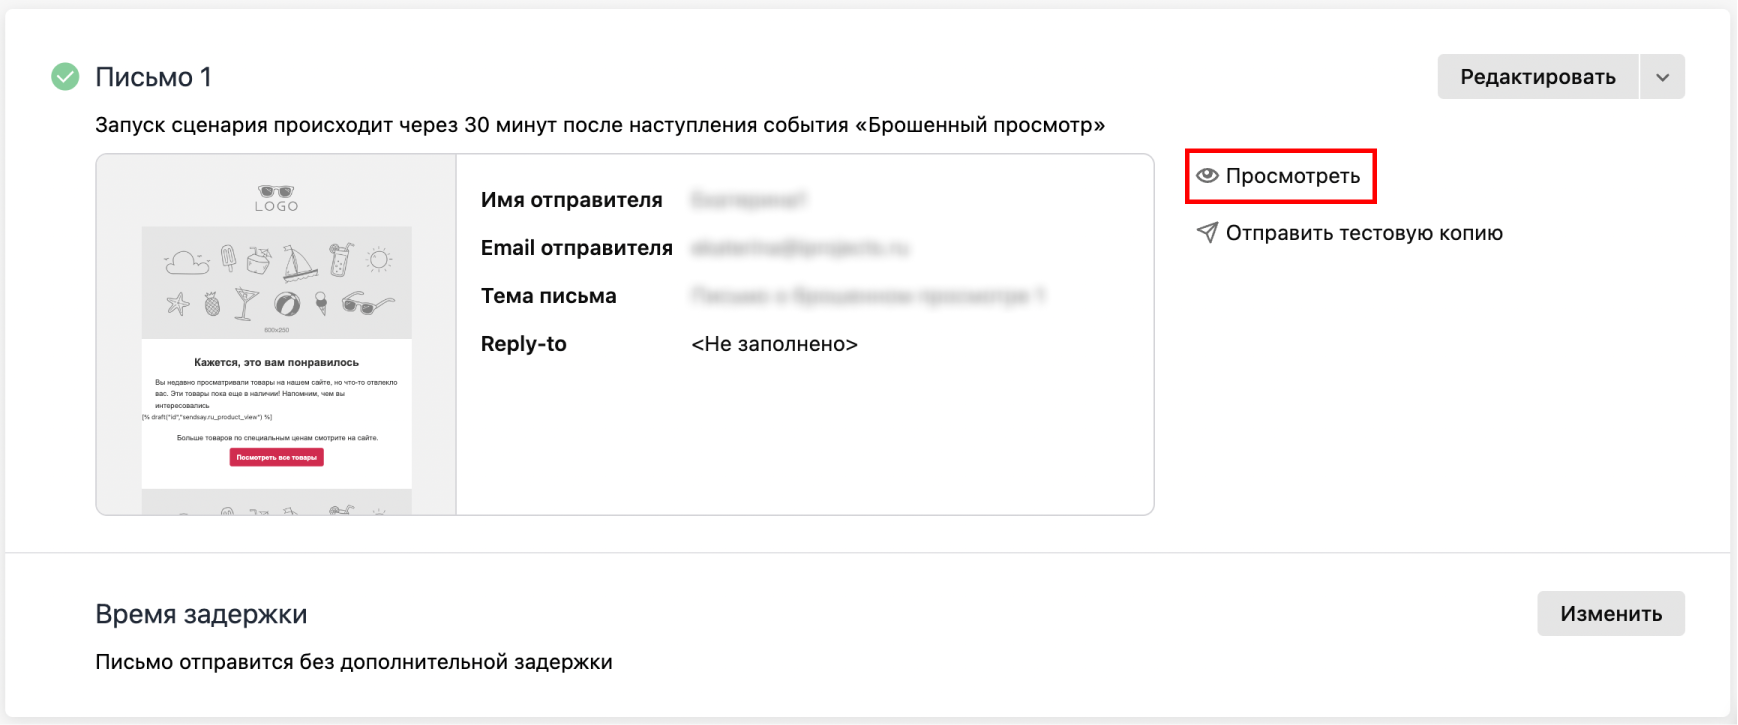 Письмо 1
Редактировать
Запуск сценария происходит через 30 минут после наступления события «Брошенный просмотр»
LOGO
600x250
Кажется, это вам понравилось
Вы недавно просматривали товары на нашем сайте, но что-то отвлекло
вас. Эти товары пока еще в наличии! Напомним, чем вы
интересовались
[% draft("id","sendsay.ru_product_view") %]
Больше товаров по специальным ценам смотрите на сайте.
Посмотреть все товары
Имя отправителя
Email отправителя
Тема письма
Reply-to <Не заполнено>
Просмотреть
Отправить тестовую копию
Время задержки
Изменить
Письмо отправится без дополнительной задержки